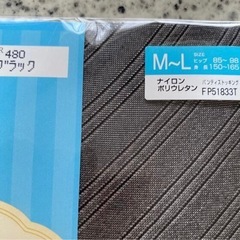 480
ブラック
M〜L
SIZE
ヒップ 85〜98
身長 150〜165
ナイロン
ポリウレタン
パンティストッキング
FP51833T